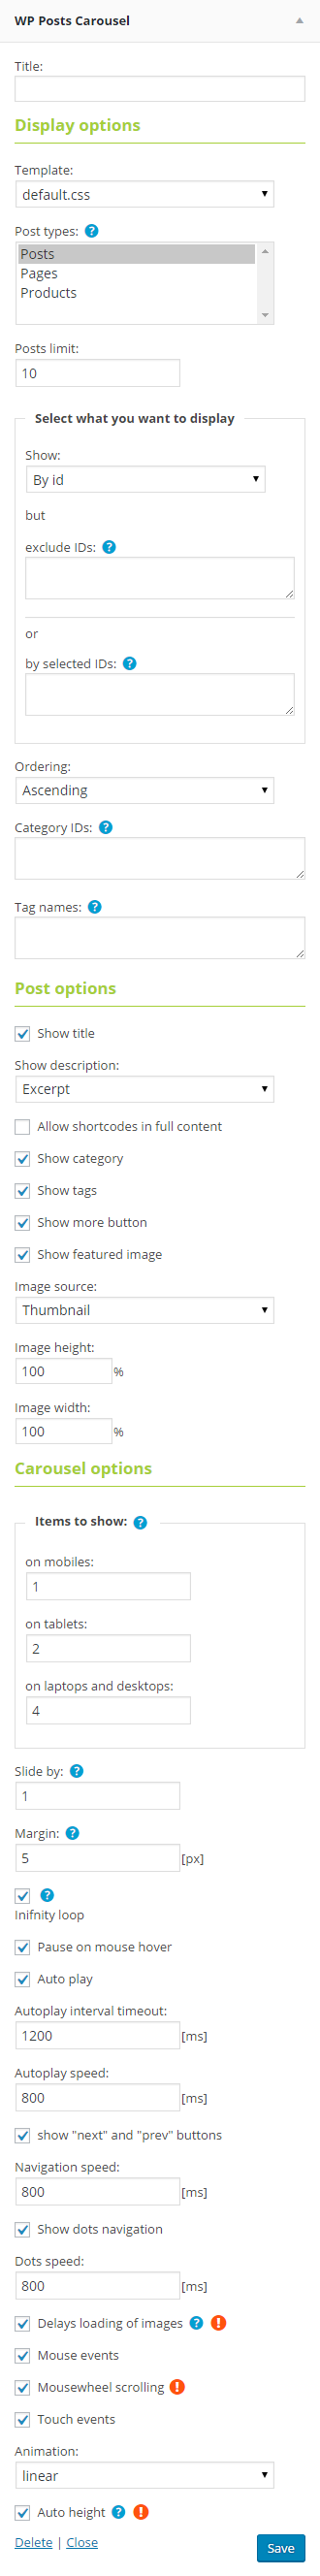 WP Posts Carousel
Title:
Display options
Template:
default.css
Post types: ?
Posts
Pages
Products
Posts limit:
10
Select what you want to display
Show:
By id
but
exclude IDs: ?
or
by selected IDs: ?
Ordering:
Ascending
Category IDs: ?
Tag names: ?
Post options
Show title
Show description:
Excerpt
Allow shortcodes in full content
Show category
Show tags
Show more button
Show featured image
Image source:
Thumbnail
Image height:
100 %
Image width:
100 %
Carousel options
Items to show: ?
on mobiles:
1
on tablets:
2
on laptops and desktops:
4
Slide by: ?
1
Margin: ?
5 [px]
?
Inifnity loop
Pause on mouse hover
Auto play
Autoplay interval timeout:
1200 [ms]
Autoplay speed:
800 [ms]
show "next" and "prev" buttons
Navigation speed:
800 [ms]
Show dots navigation
Dots speed:
800 [ms]
Delays loading of images ? !
Mouse events
Mousewheel scrolling !
Touch events
Animation:
linear
Auto height ? !
Delete | Close Save